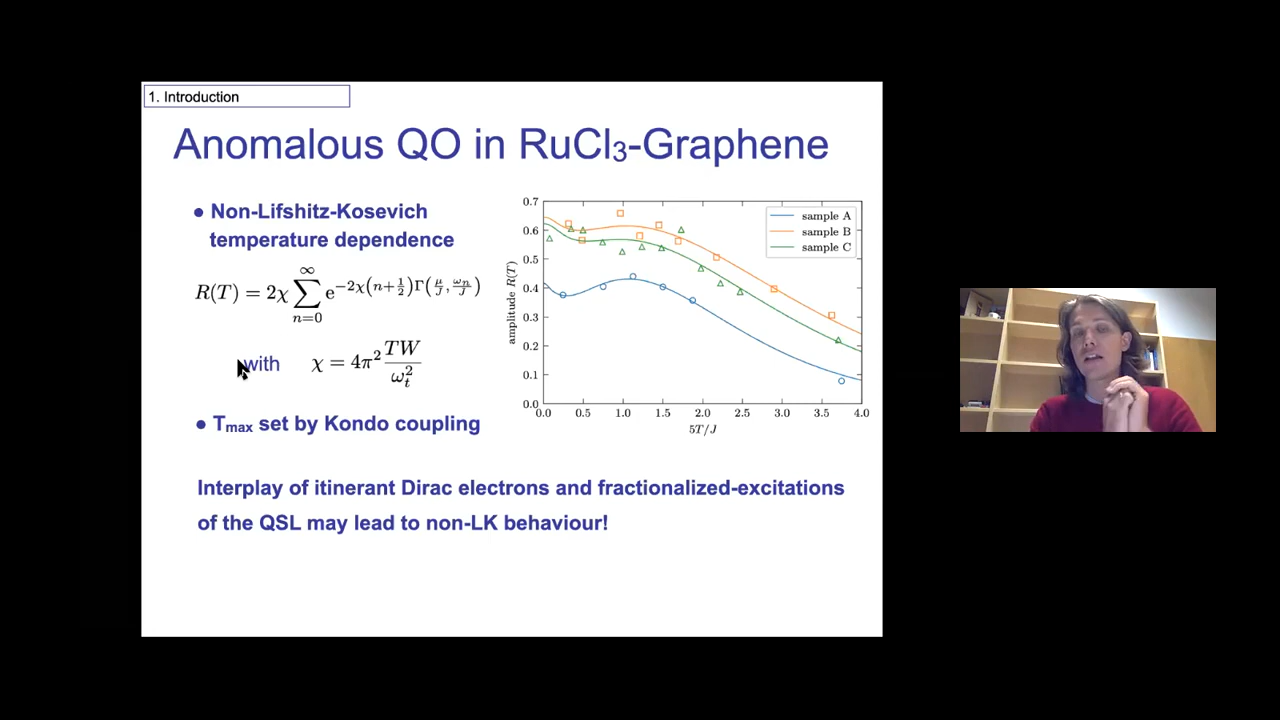 1. Introduction
Anomalous QO in RuCl₃-Graphene
● Non-Lifshitz-Kosevich
temperature dependence
R(T) = 2χ ∑_{n=0}^{∞} e^{-2χ(n+1/2)Γ(μ/J, ω_n/J)}
with χ = 4π² TW/ω_t²
● Tmax set by Kondo coupling
Interplay of itinerant Dirac electrons and fractionalized-excitations
of the QSL may lead to non-LK behaviour!
amplitude R(T)
0.7
0.6
0.5
0.4
0.3
0.2
0.1
0.0
0.0 0.5 1.0 1.5 2.0 2.5 3.0 3.5 4.0
5T/J
sample A
sample B
sample C